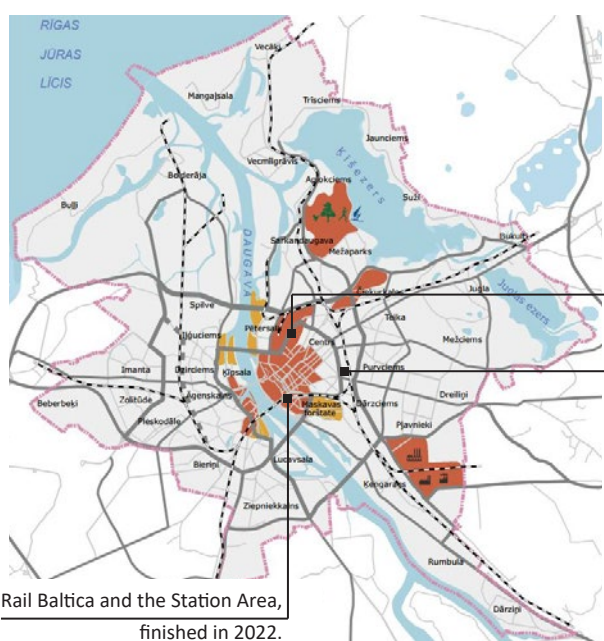 RĪGAS
JŪRAS
LĪCIS
Vecāķi
Mangaļsala
Trīsciems
Jaunciems
Vecmīlgrāvis
Ķīšezers
Bolderāja
Aplokciems
Suži
Buļļi
DAUGAVA
Sarkandaugava
Mežaparks
Bukulti
Čiekurkalns
Jugla
Juglas ezers
Spilve
Pētersala
Teika
Iļģuciems
Centrs
Mežciems
Imanta
Dzirciems
Ķīpsala
Purvciems
Beberbeķi
Zolitūde
Āgenskalns
Dreiliņi
Maskavas
forštate
Dārzciems
Pleskodāle
Pļavnieki
Bieriņi
Lucavsala
Ķengarags
Ziepniekkalns
Rumbula
Dārziņi
Rail Baltica and the Station Area,
finished in 2022.